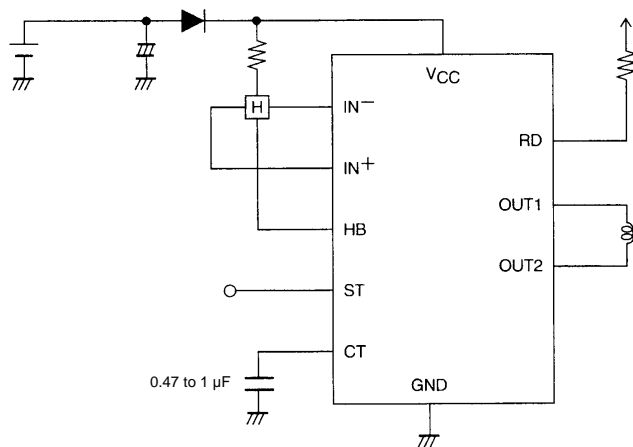 VCC
H
IN−
RD
IN+
OUT1
HB
OUT2
ST
CT
0.47 to 1 µF
GND